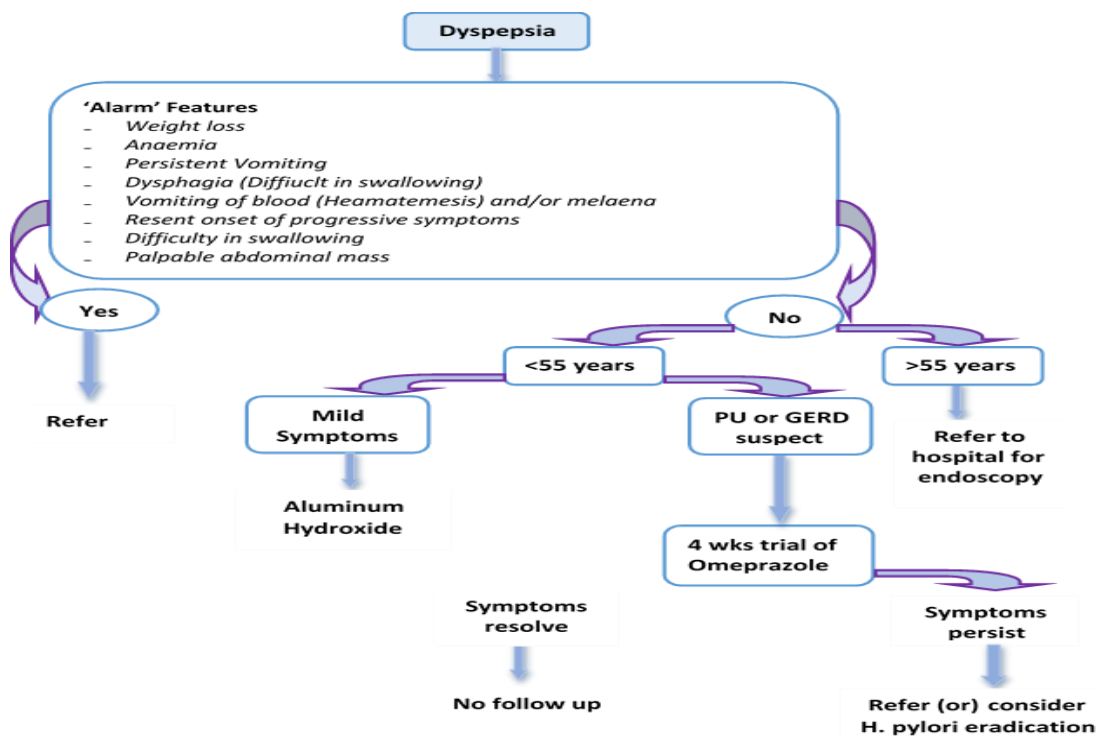 Dyspepsia
‘Alarm’ Features
- Weight loss
- Anaemia
- Persistent Vomiting
- Dysphagia (Diffiuclt in swallowing)
- Vomiting of blood (Heamatemesis) and/or melaena
- Resent onset of progressive symptoms
- Difficulty in swallowing
- Palpable abdominal mass
Yes
No
<55 years
>55 years
Refer
Mild
Symptoms
PU or GERD
suspect
Refer to
hospital for
endoscopy
Aluminum
Hydroxide
4 wks trial of
Omeprazole
Symptoms
resolve
Symptoms
persist
No follow up
Refer (or) consider
H. pylori eradication